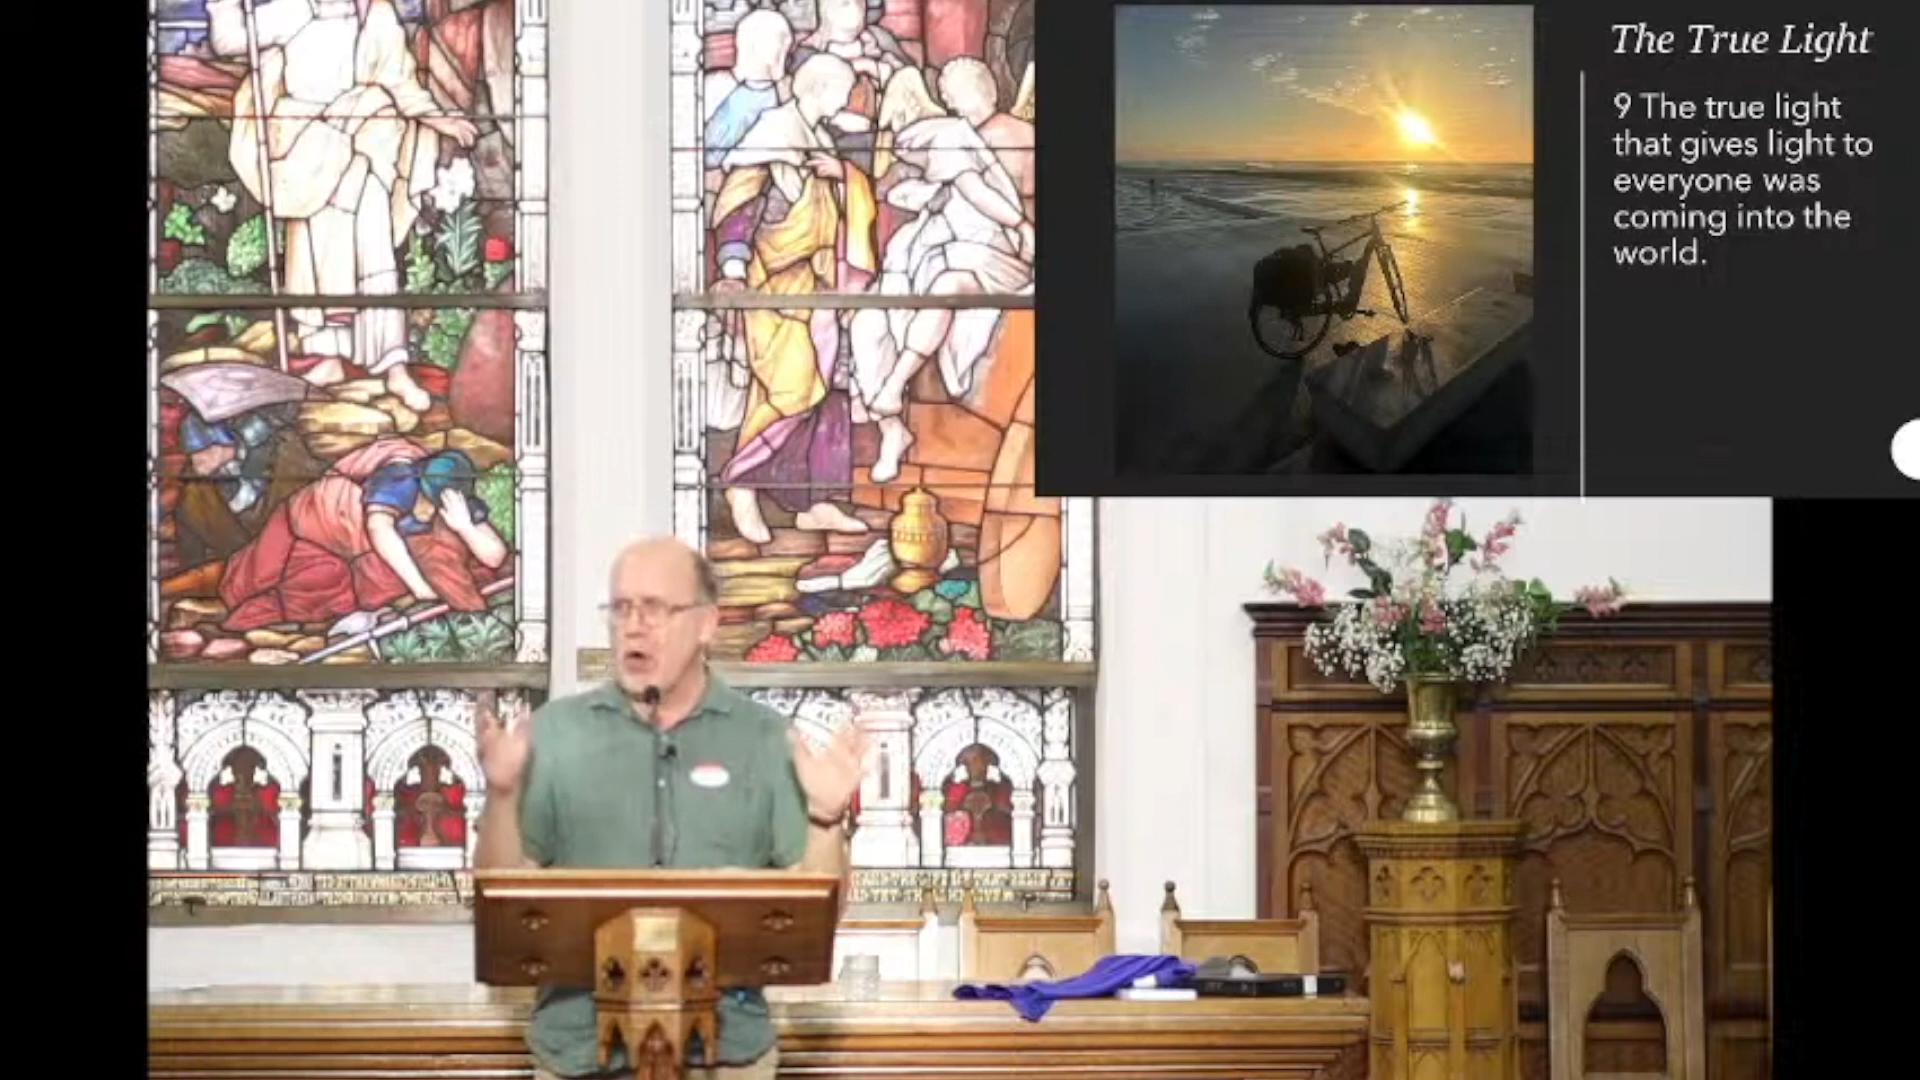 The True Light
9 The true light
that gives light to
everyone was
coming into the
world.